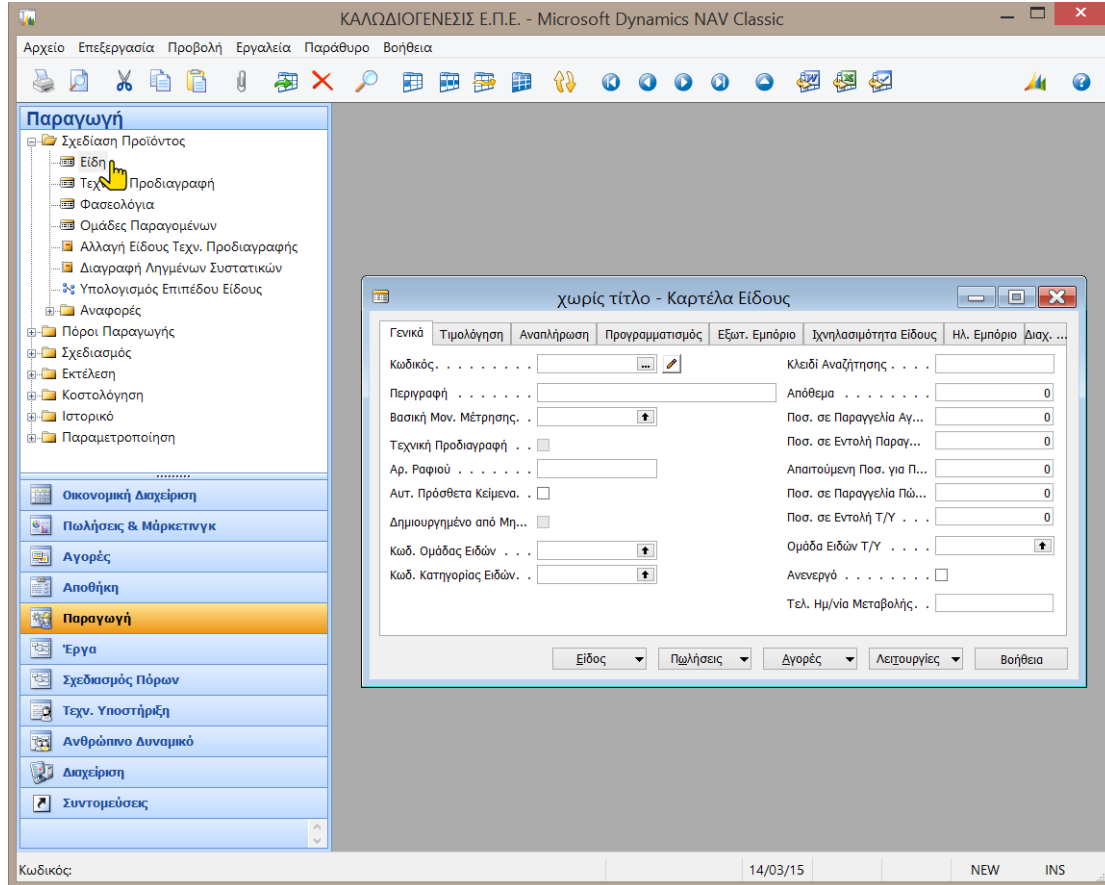 ΚΑΛΩΔΙΟΓΕΝΕΣΙΣ Ε.Π.Ε. - Microsoft Dynamics NAV Classic
Αρχείο Επεξεργασία Προβολή Εργαλεία Παράθυρο Βοήθεια
Παραγωγή
Σχεδίαση Προϊόντος
Είδη
Προδιαγραφή
Φασεολόγια
Ομάδες Παραγομένων
Αλλαγή Είδους Τεχν. Προδιαγραφής
Διαγραφή Ληγμένων Συστατικών
Υπολογισμός Επιπέδου Είδους
Αναφορές
Πόροι Παραγωγής
Σχεδιασμός
Εκτέλεση
Κοστολόγηση
Ιστορικό
Παραμετροποίηση
Οικονομική Διαχείριση
Πωλήσεις & Μάρκετινγκ
Αγορές
Αποθήκη
Παραγωγή
Έργα
Σχεδιασμός Πόρων
Τεχν. Υποστήριξη
Ανθρώπινο Δυναμικό
Διαχείριση
Συντομεύσεις
χωρίς τίτλο - Καρτέλα Είδους
Γενικά Τιμολόγηση Αναπλήρωση Προγραμματισμός Εξωτ. Εμπόριο Ιχνηλασιμότητα Είδους Ηλ. Εμπόριο Διαχ. ...
Κωδικός. . . . . . . . .
Περιγραφή . . . . . . .
Βασική Μον. Μέτρησης. .
Τεχνική Προδιαγραφή . .
Αρ. Ραφιού . . . . . . .
Αυτ. Πρόσθετα Κείμενα. .
Δημιουργημένο από Μη...
Κωδ. Ομάδας Ειδών . . .
Κωδ. Κατηγορίας Ειδών. .
Κλειδί Αναζήτησης . . . .
Απόθεμα . . . . . . . . 0
Ποσ. σε Παραγγελία Αγ... 0
Ποσ. σε Εντολή Παραγ... 0
Απαιτούμενη Ποσ. για Π... 0
Ποσ. σε Παραγγελία Πώ... 0
Ποσ. σε Εντολή Τ/Υ . . . 0
Ομάδα Ειδών Τ/Υ . . . .
Ανενεργό . . . . . . . .
Τελ. Ημ/νία Μεταβολής. .
Είδος Πωλήσεις Αγορές Λειτουργίες Βοήθεια
Κωδικός: 14/03/15 NEW INS